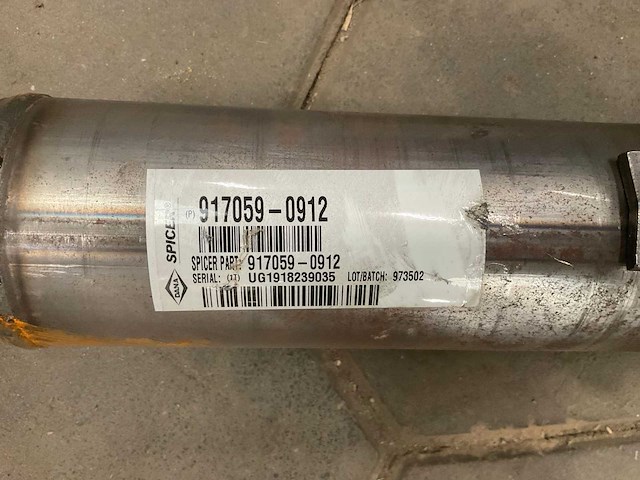 SPICER
(P) 917059-0912
SPICER PART: 917059-0912
SERIAL: (1T) UG1918239035 LOT/BATCH: 973502
DANA